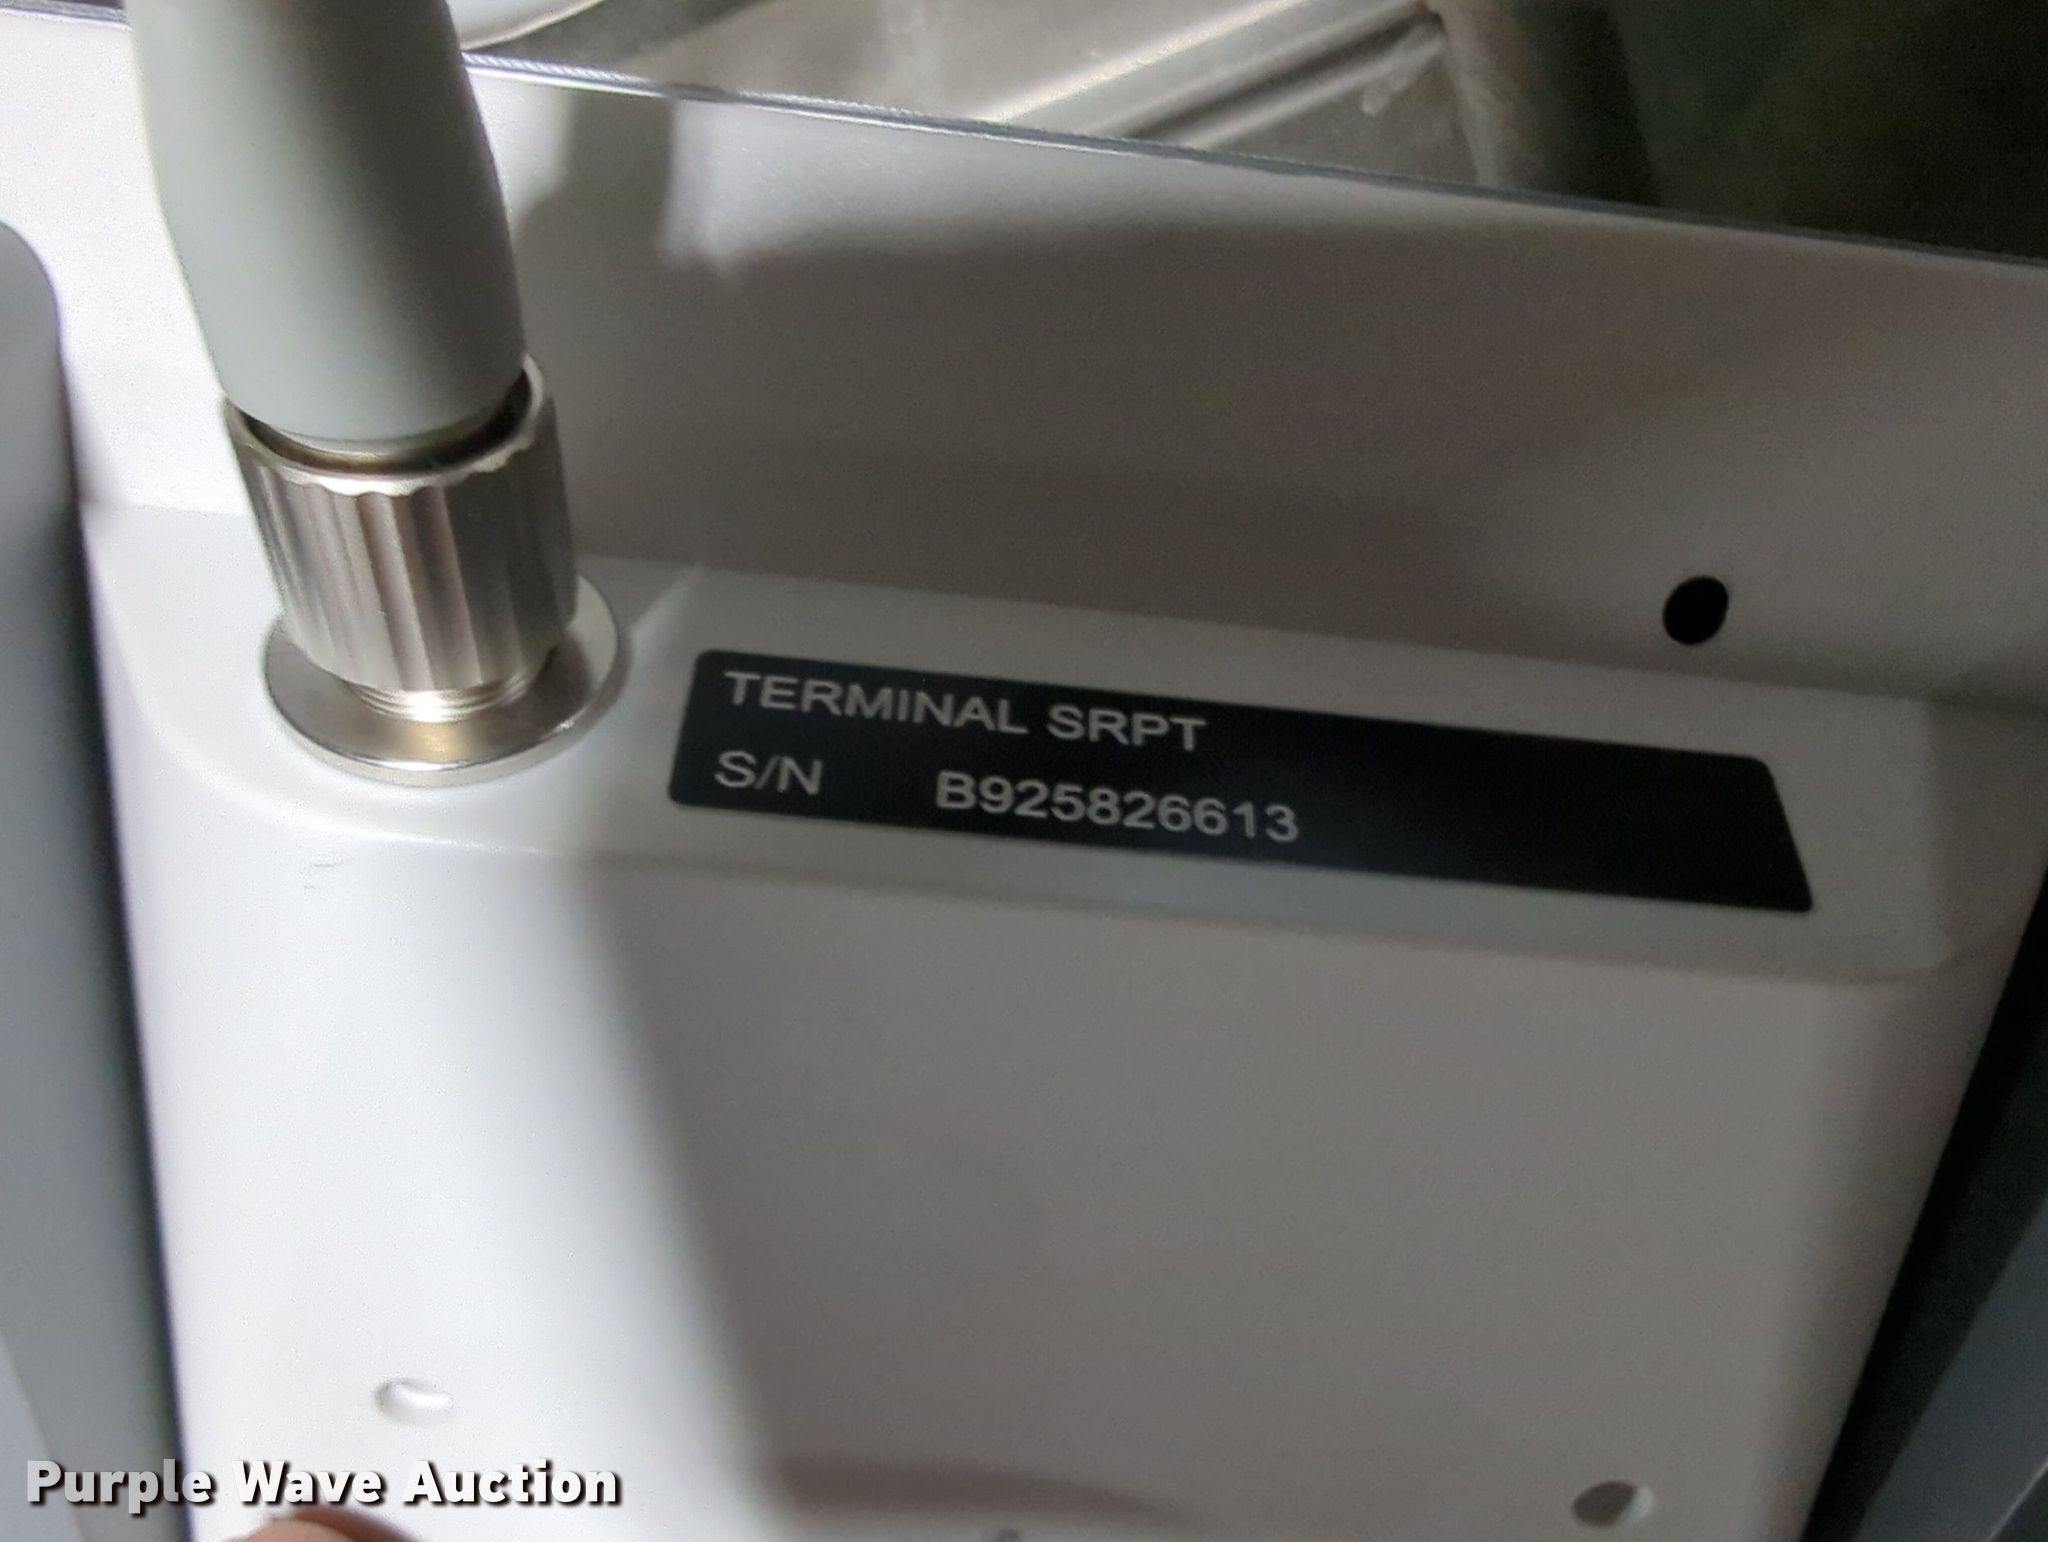 TERMINAL SRPT
S/N B925826613
Purple Wave Auction